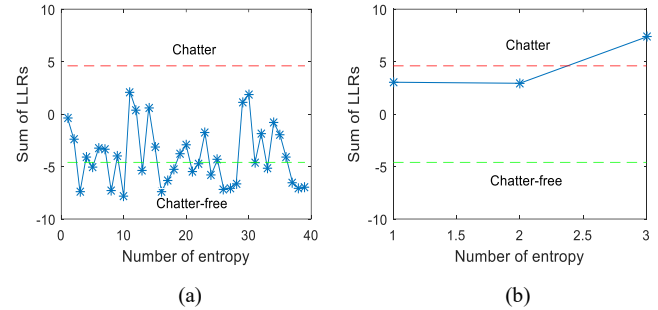 10
5
0
-5
-10
Sum of LLRs
Chatter
Chatter-free
0
10
20
30
40
Number of entropy
(a)
10
5
0
-5
-10
Sum of LLRs
Chatter
Chatter-free
1
1.5
2
2.5
3
Number of entropy
(b)